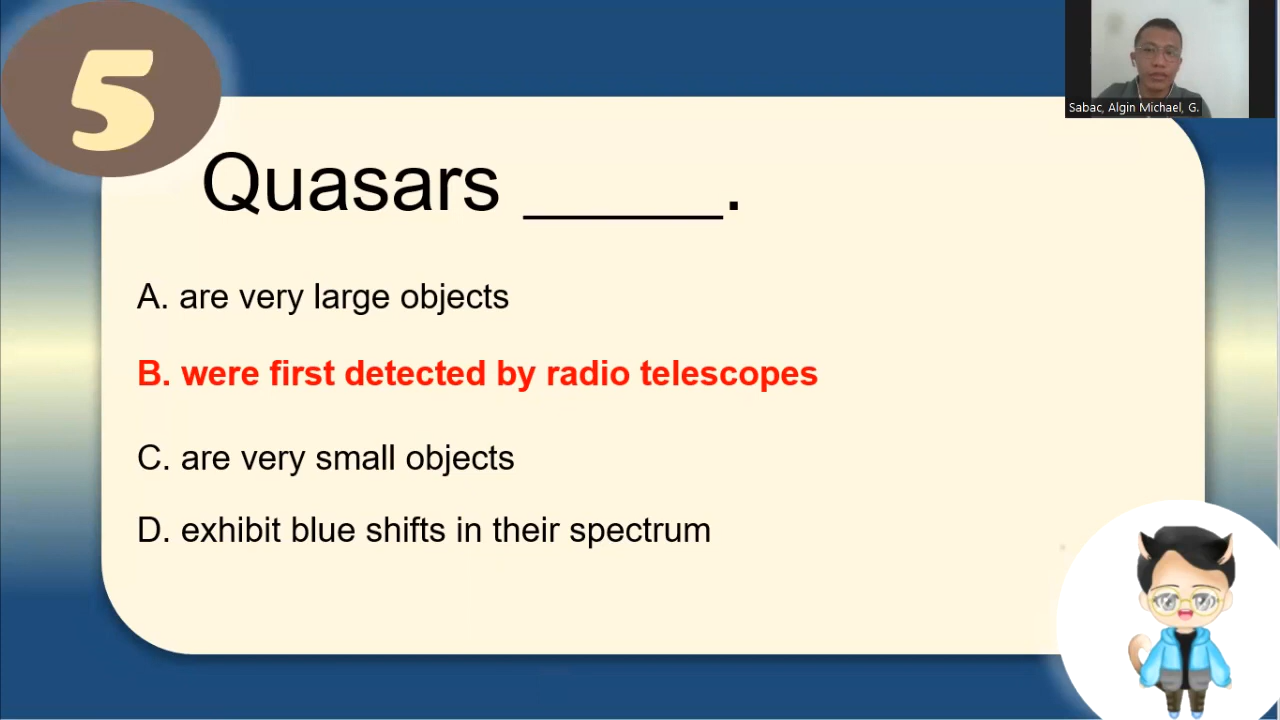 5
Sabac, Algin Michael, G.
Quasars _____.
A. are very large objects
B. were first detected by radio telescopes
C. are very small objects
D. exhibit blue shifts in their spectrum